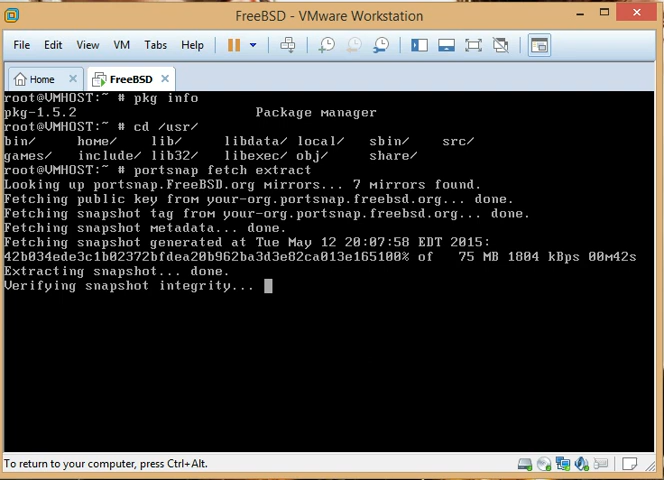 FreeBSD - VMware Workstation
File Edit View VM Tabs Help
Home FreeBSD
root@VMHOST:~ # pkg info
pkg-1.5.2 Package manager
root@VMHOST:~ # cd /usr/
bin/ home/ lib/ libdata/ local/ sbin/ src/
games/ include/ lib32/ libexec/ obj/ share/
root@VMHOST:~ # portsnap fetch extract
Looking up portsnap.FreeBSD.org mirrors... 7 mirrors found.
Fetching public key from your-org.portsnap.freebsd.org... done.
Fetching snapshot tag from your-org.portsnap.freebsd.org... done.
Fetching snapshot metadata... done.
Fetching snapshot generated at Tue May 12 20:07:58 EDT 2015:
42b034ede3c1b02372bfdea20b962ba3d3e82ca013e165100% of 75 MB 1804 kBps 00m42s
Extracting snapshot... done.
Verifying snapshot integrity...
To return to your computer, press Ctrl+Alt.